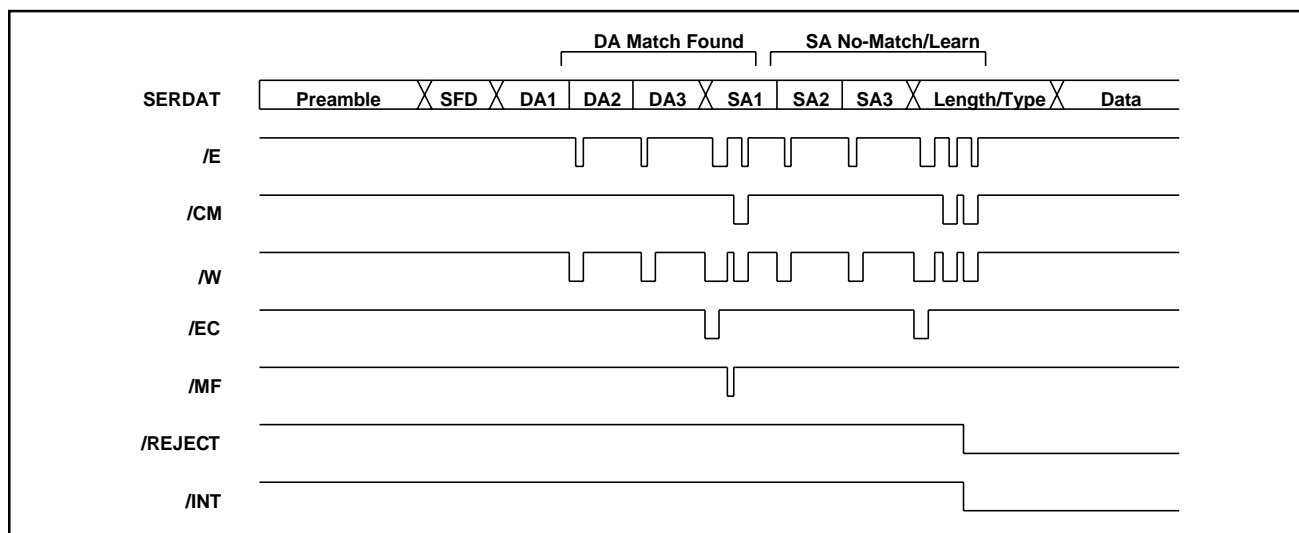 DA Match Found SA No-Match/Learn
SERDAT Preamble SFD DA1 DA2 DA3 SA1 SA2 SA3 Length/Type Data
/E
/CM
/W
/EC
/MF
/REJECT
/INT